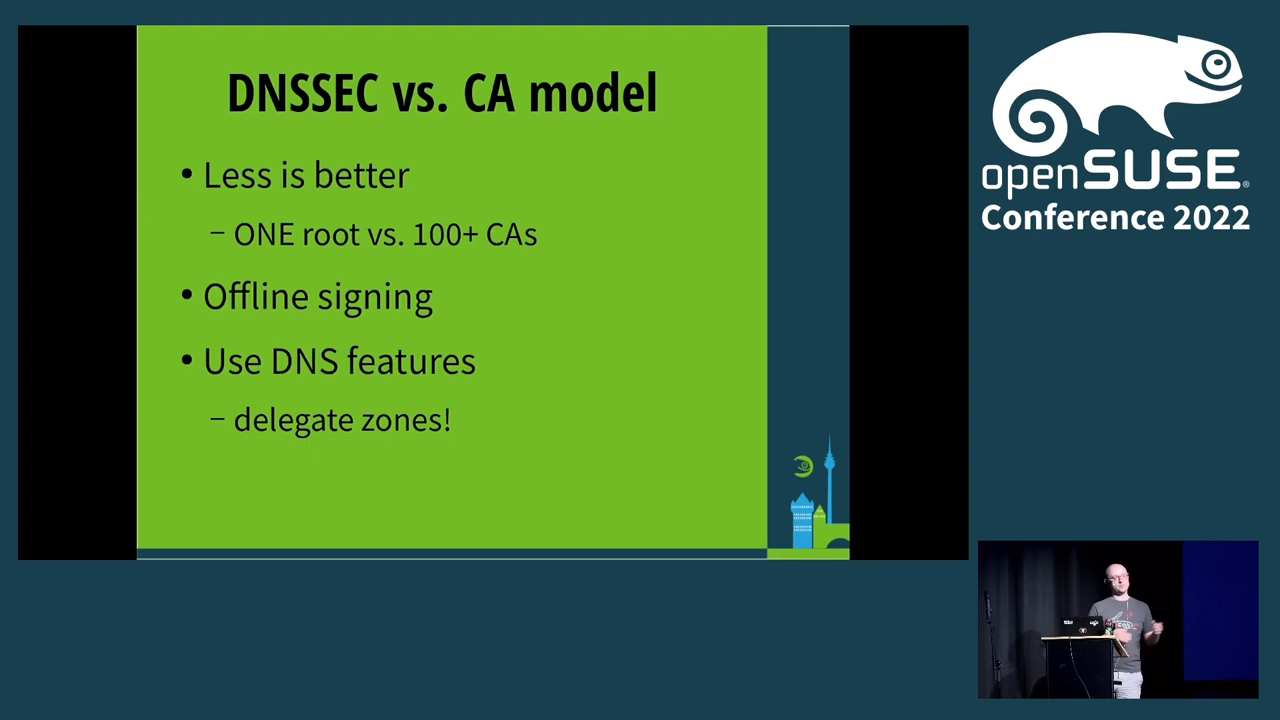 DNSSEC vs. CA model
• Less is better
– ONE root vs. 100+ CAs
• Offline signing
• Use DNS features
– delegate zones!
openSUSE®
Conference 2022